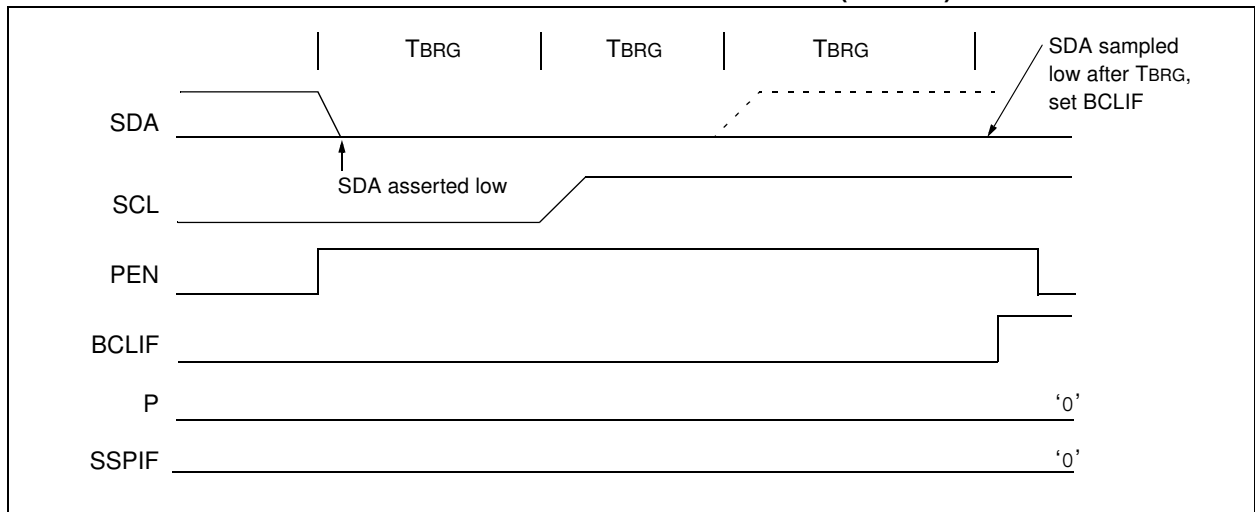 TBRG TBRG TBRG
SDA sampled
low after TBRG,
set BCLIF
SDA
SDA asserted low
SCL
PEN
BCLIF
P
'0'
SSPIF
'0'